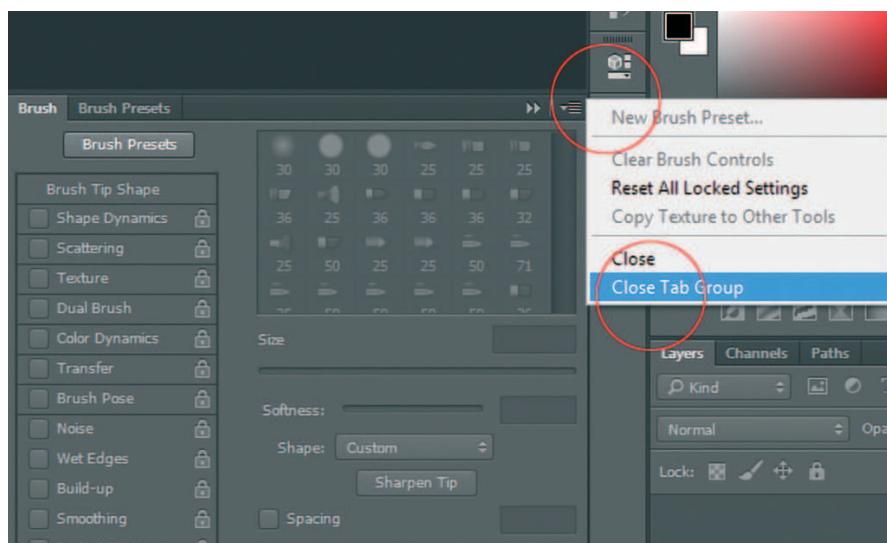 Brush Brush Presets
Brush Presets
Brush Tip Shape
Shape Dynamics
Scattering
Texture
Dual Brush
Color Dynamics
Transfer
Brush Pose
Noise
Wet Edges
Build-up
Smoothing
30 30 30 25 25 25
36 25 36 36 36 32
25 50 25 25 50 71
Size
Softness:
Shape: Custom
Sharpen Tip
Spacing
New Brush Preset...
Clear Brush Controls
Reset All Locked Settings
Copy Texture to Other Tools
Close
Close Tab Group
Layers Channels Paths
Kind
Normal
Lock: